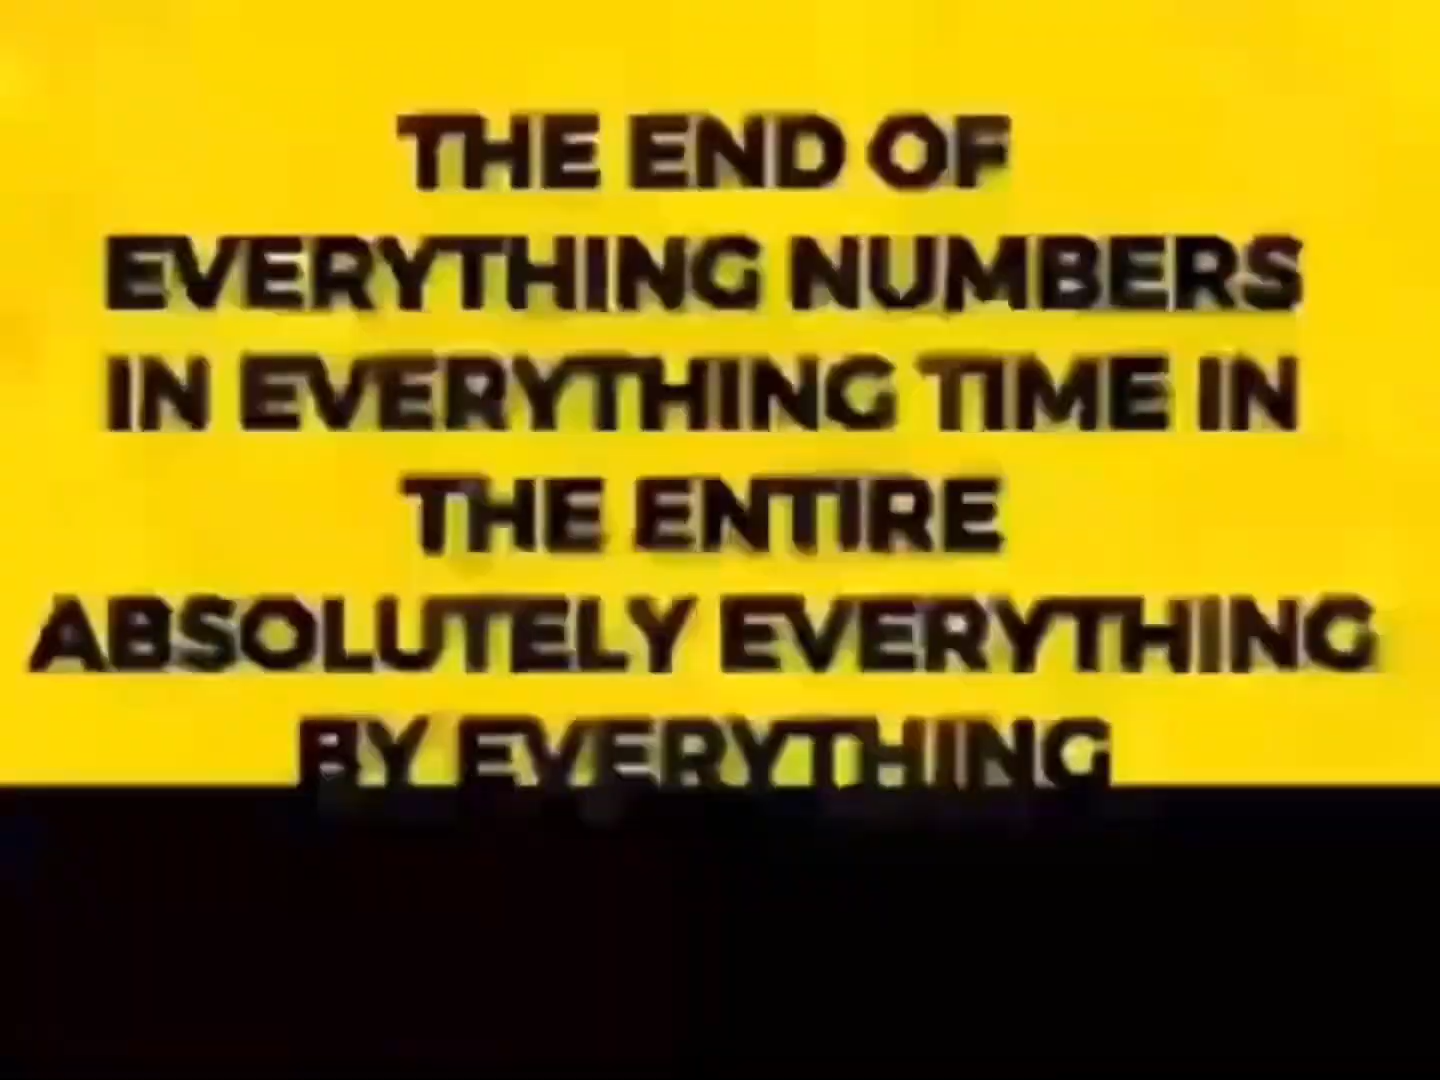 THE END OF
EVERYTHING NUMBERS
IN EVERYTHING TIME IN
THE ENTIRE
ABSOLUTELY EVERYTHING
BY EVERYTHING